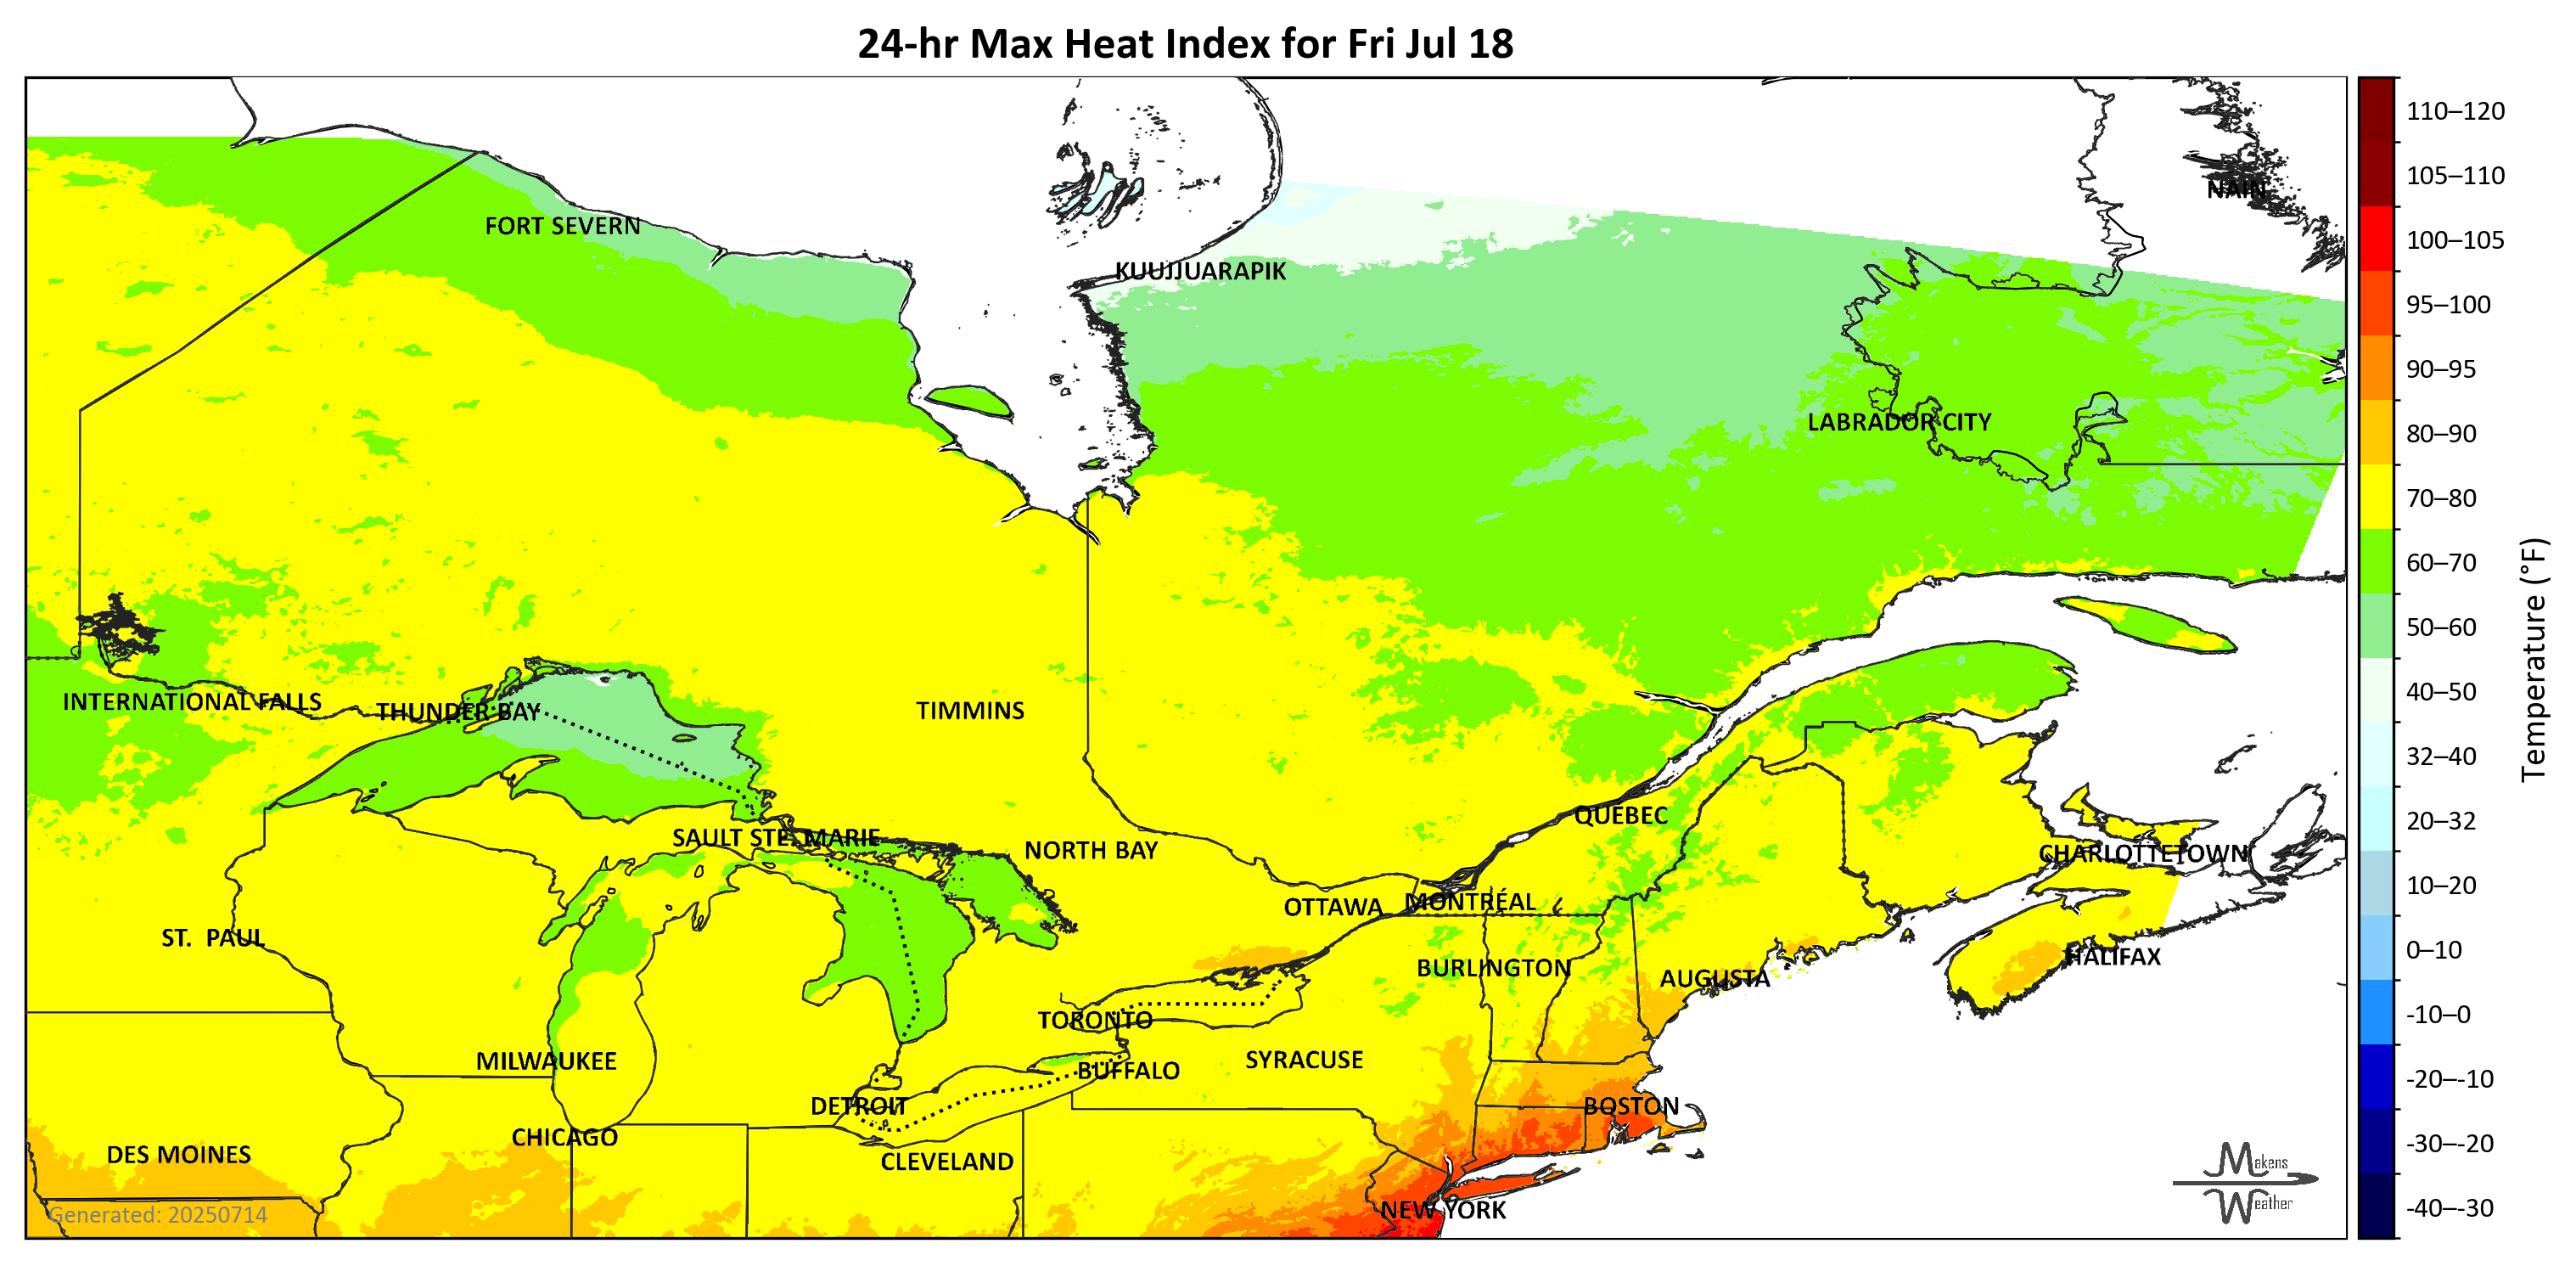 24-hr Max Heat Index for Fri Jul 18
110–120
105–110
NAIN
FORT SEVERN
100–105
KUUJJUARAPIK
95–100
90–95
LABRADOR CITY
80–90
70–80
60–70
50–60
Temperature (°F)
40–50
INTERNATIONAL FALLS
THUNDER BAY
TIMMINS
32–40
QUEBEC
20–32
SAULT STE. MARIE
NORTH BAY
CHARLOTTETOWN
10–20
OTTAWA
MONTRÉAL
ST. PAUL
0–10
HALIFAX
BURLINGTON
AUGUSTA
-10–0
TORONTO
MILWAUKEE
SYRACUSE
BUFFALO
-20–-10
DETROIT
BOSTON
CHICAGO
-30–-20
DES MOINES
CLEVELAND
Makens
Weather
-40–-30
NEW YORK
Generated: 20250714